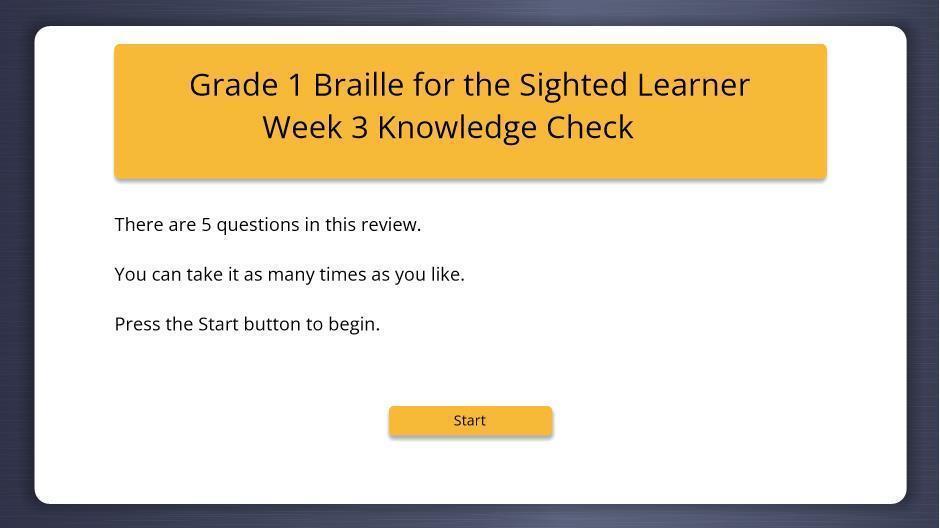 Grade 1 Braille for the Sighted Learner
Week 3 Knowledge Check
There are 5 questions in this review.
You can take it as many times as you like.
Press the Start button to begin.
Start